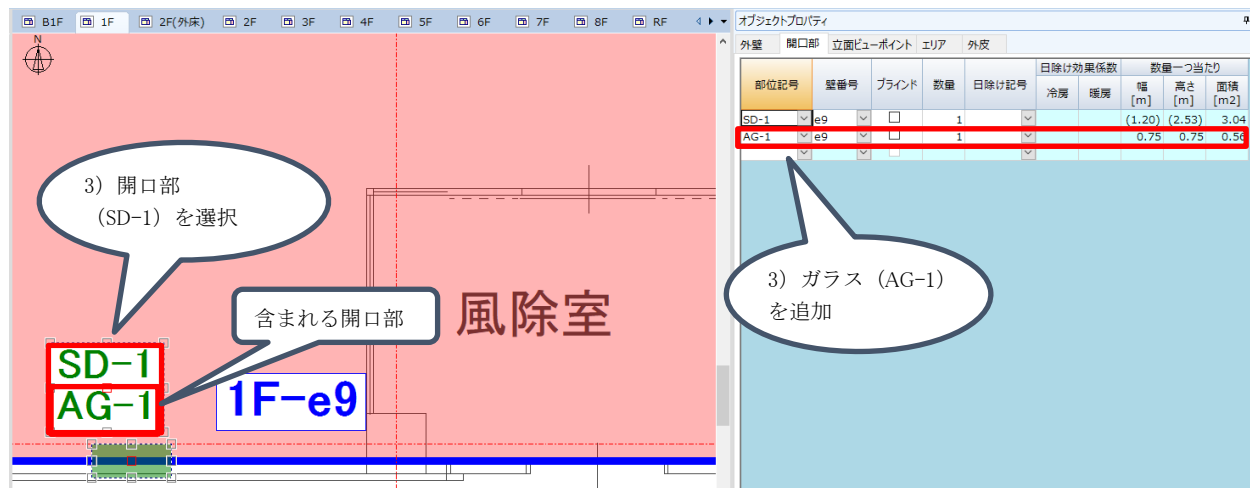 B1F 1F 2F(外床) 2F 3F 4F 5F 6F 7F 8F RF
N
3）開口部
（SD-1）を選択
含まれる開口部
風除室
SD-1
AG-1
1F-e9
オブジェクトプロパティ
外壁 開口部 立面ビューポイント エリア 外皮
部位記号 壁番号 ブラインド 数量 日除け記号 日除け効果係数 数量一つ当たり
冷房 暖房 幅 高さ 面積
[m] [m] [m2]
SD-1 e9 1 (1.20) (2.53) 3.04
AG-1 e9 1 0.75 0.75 0.56
3）ガラス（AG-1）
を追加